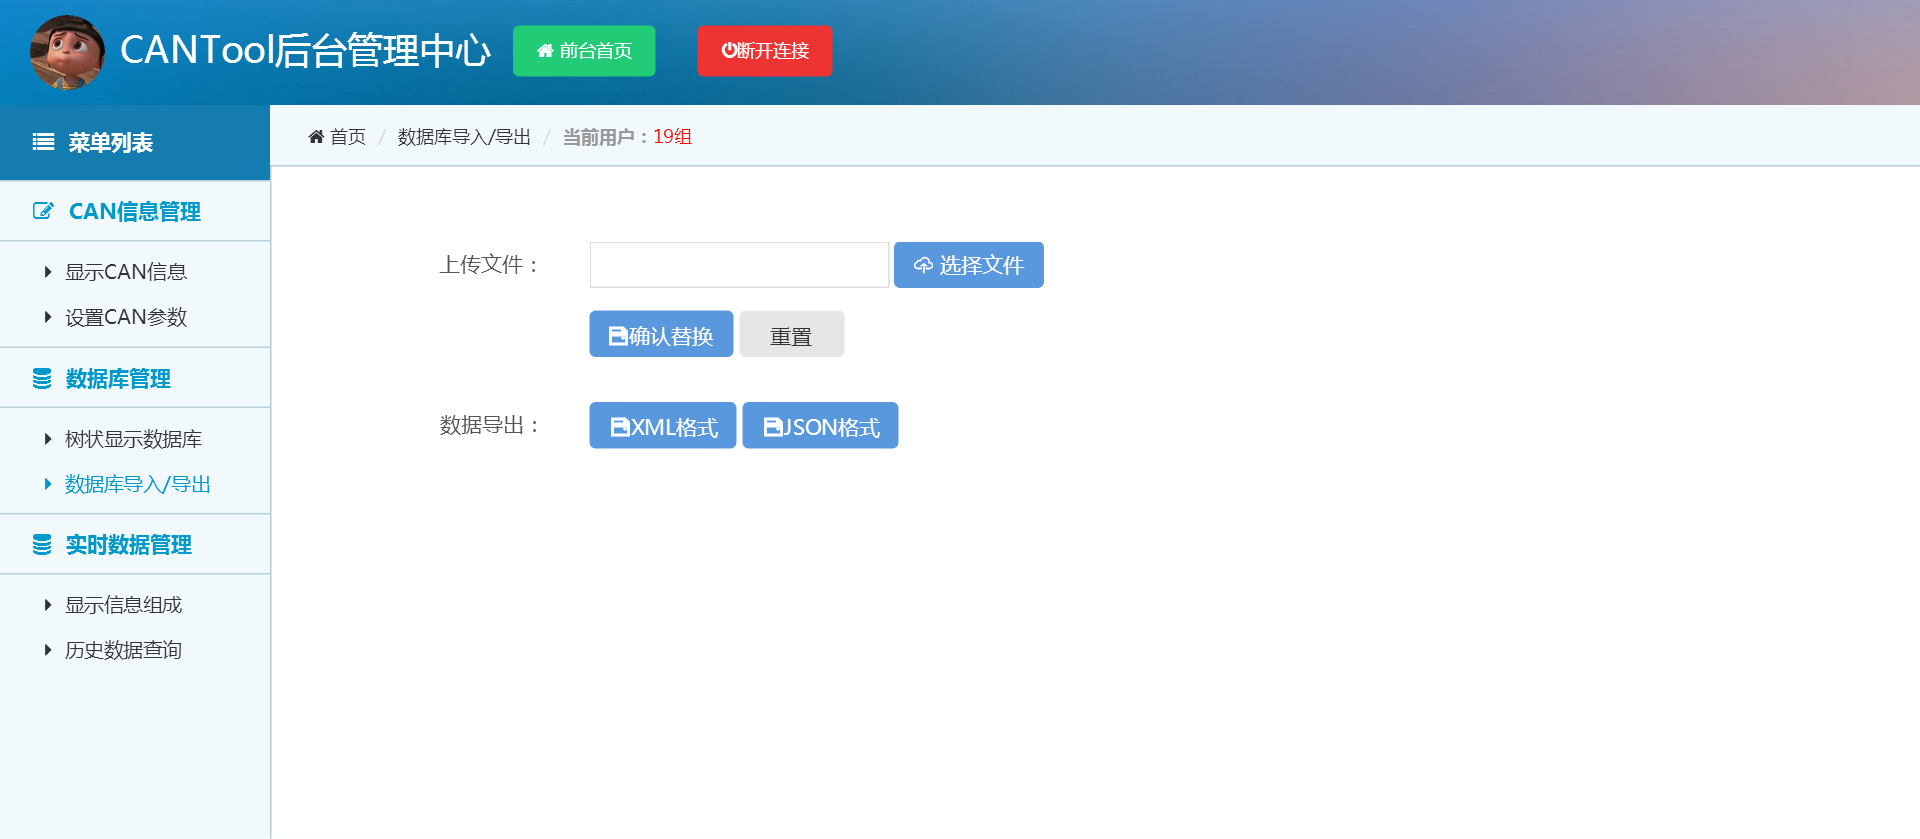 CANTool后台管理中心 前台首页 断开连接
菜单列表
首页 / 数据库导入/导出 / 当前用户：19组
CAN信息管理
显示CAN信息
设置CAN参数
数据库管理
树状显示数据库
数据库导入/导出
实时数据管理
显示信息组成
历史数据查询
上传文件： 选择文件
确认替换 重置
数据导出： XML格式 JSON格式